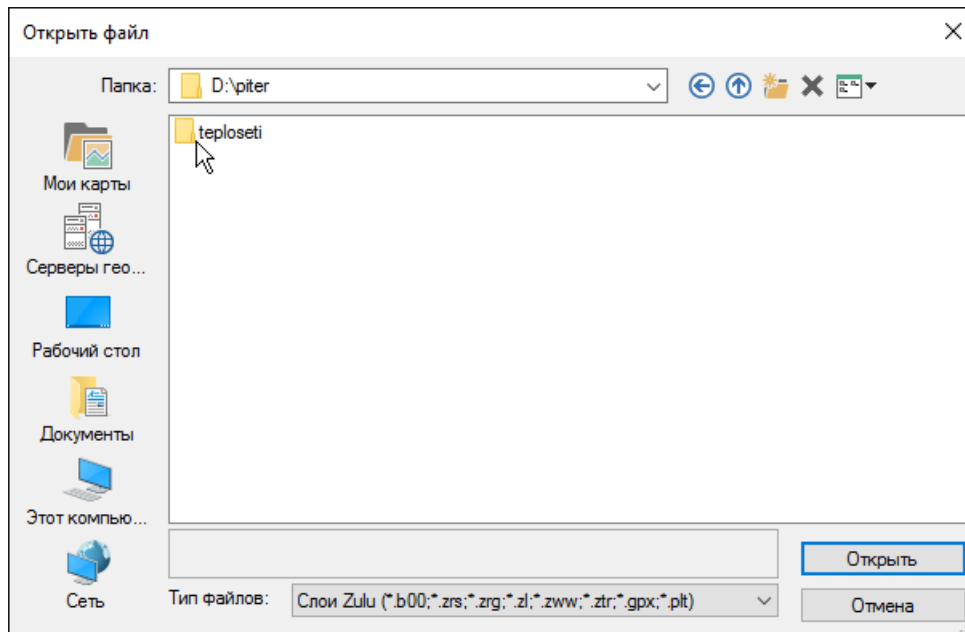 Открыть файл
Папка: D:\piter
teploseti
Мои карты
Серверы гео...
Рабочий стол
Документы
Этот компью...
Сеть
Открыть
Тип файлов: Слои Zulu (*.b00;*.zrs;*.zrg;*.zl;*.zww;*.ztr;*.gpx;*.plt)
Отмена